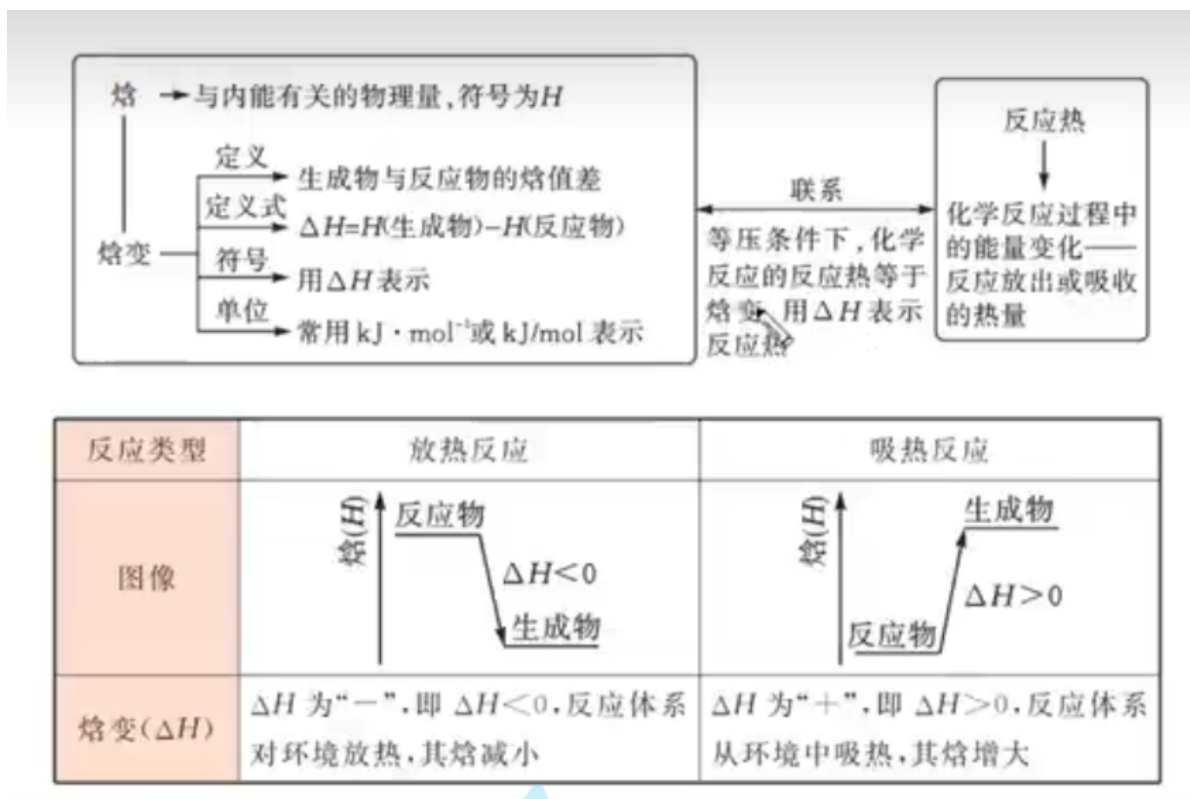 焓 与内能有关的物理量,符号为H
焓变
定义 生成物与反应物的焓值差
定义式 ΔH=H(生成物)-H(反应物)
符号 用ΔH表示
单位 常用kJ·mol⁻¹或kJ/mol表示
联系
等压条件下,化学
反应的反应热等于
焓变,用ΔH表示
反应热
反应热
化学反应过程中
的能量变化——
反应放出或吸收
的热量
反应类型 放热反应 吸热反应
图像
焓(H)
反应物
ΔH<0
生成物
焓(H)
生成物
ΔH>0
反应物
焓变(ΔH)
ΔH为“-”,即ΔH<0,反应体系
对环境放热,其焓减小
ΔH为“+”,即ΔH>0,反应体系
从环境中吸热,其焓增大